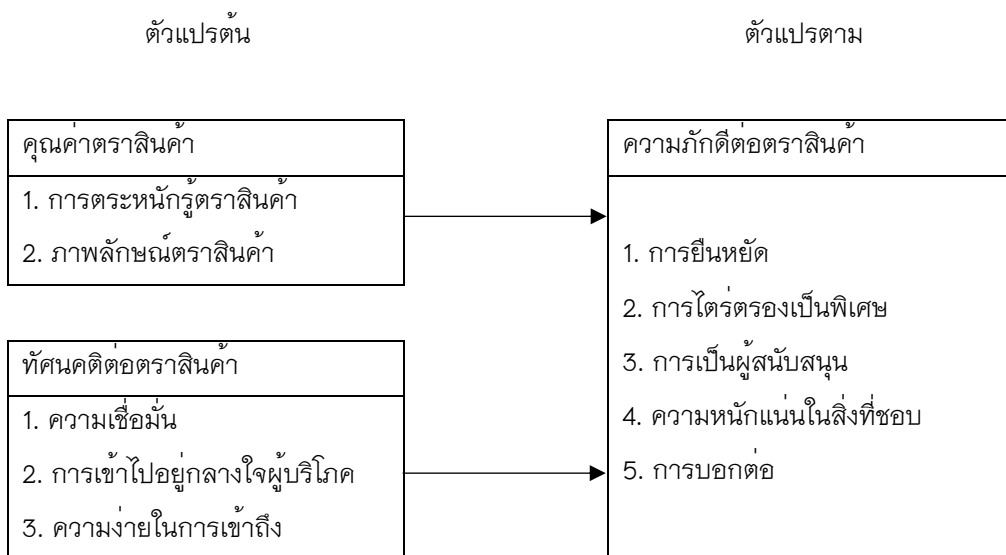 ตัวแปรต้น
ตัวแปรตาม
คุณค่าตราสินค้า
1. การตระหนักรู้ตราสินค้า
2. ภาพลักษณ์ตราสินค้า
ทัศนคติต่อตราสินค้า
1. ความเชื่อมั่น
2. การเข้าไปอยู่กลางใจผู้บริโภค
3. ความง่ายในการเข้าถึง
ความภักดีต่อตราสินค้า
1. การยืนหยัด
2. การไตร่ตรองเป็นพิเศษ
3. การเป็นผู้สนับสนุน
4. ความหนักแน่นในสิ่งที่ชอบ
5. การบอกต่อ